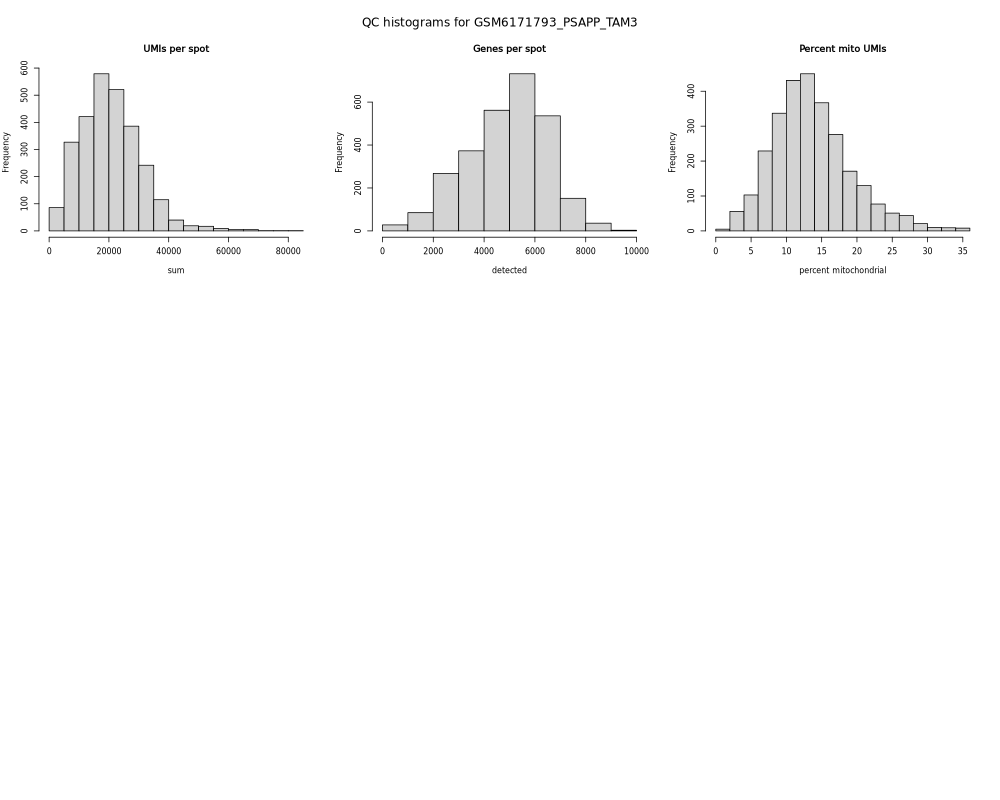 QC histograms for GSM6171793_PSAPP_TAM3
UMIs per spot
Frequency
0 100 200 300 400 500 600
0 20000 40000 60000 80000
sum
Genes per spot
Frequency
0 200 400 600
0 2000 4000 6000 8000 10000
detected
Percent mito UMIs
Frequency
0 100 200 300 400
0 5 10 15 20 25 30 35
percent mitochondrial